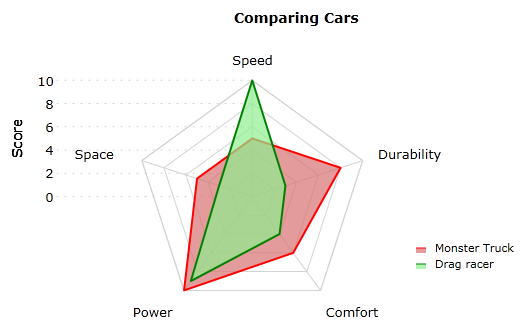 Comparing Cars
Speed
10
8
6
4
2
0
Score
Space
Durability
Monster Truck
Drag racer
Power
Comfort